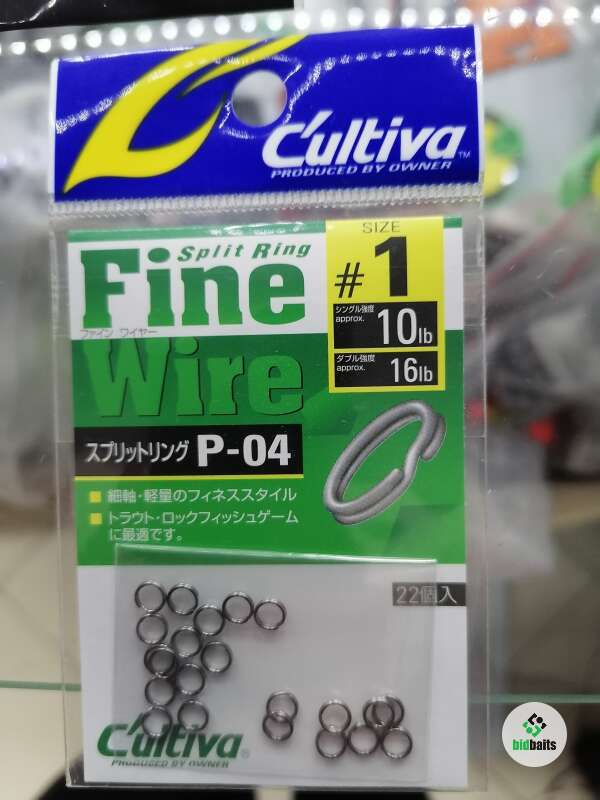 C'ultiva™
PRODUCED BY OWNER
Split Ring
Fine
ファイン ワイヤー
Wire
SIZE
#1
シングル強度
approx. 10lb
ダブル強度
approx. 16lb
スプリットリング P-04
細軸・軽量のフィネススタイル
トラウト・ロックフィッシュゲーム
に最適です。
22個入
C'ultiva®
PRODUCED BY OWNER
bidbaits